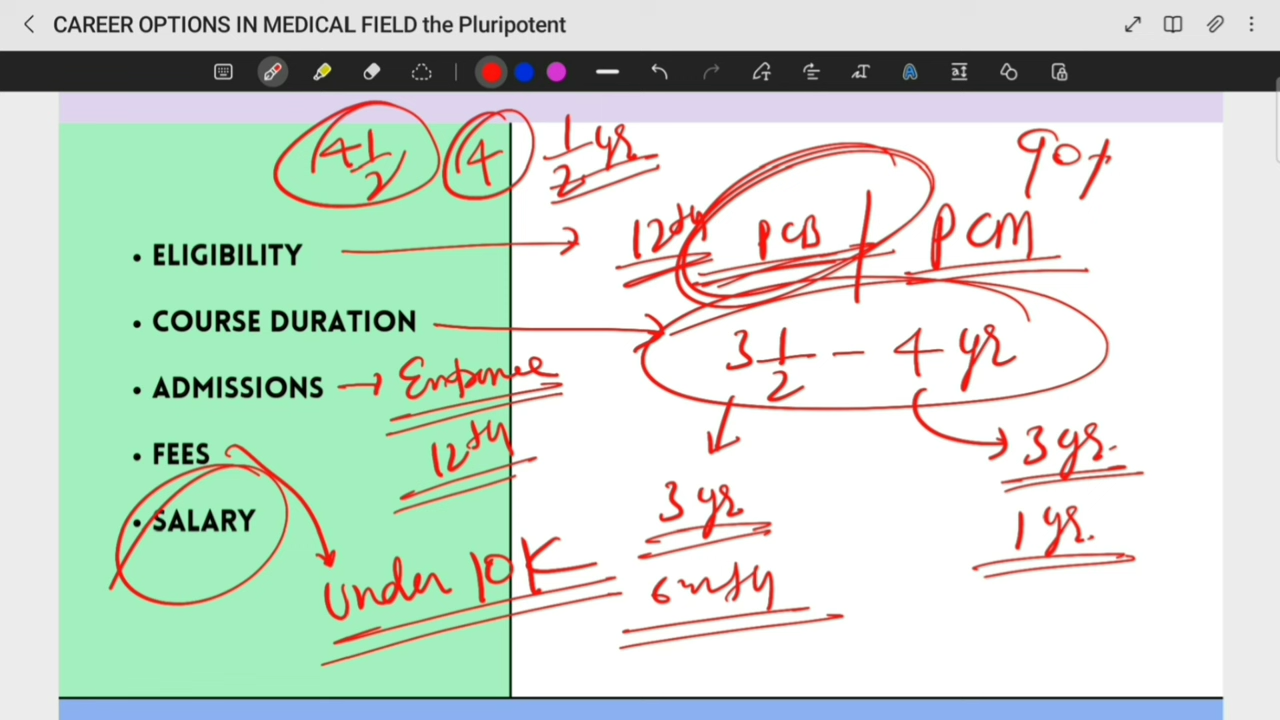 CAREER OPTIONS IN MEDICAL FIELD the Pluripotent
4 1/2 4 1/2 yr
90%
• ELIGIBILITY → 12th PCB | PCM
• COURSE DURATION → 3 1/2 - 4 yr
• ADMISSIONS → Entrance
12th
• FEES
Under 10K
• SALARY
3 yr
6 mnth
3 yr.
1 yr.